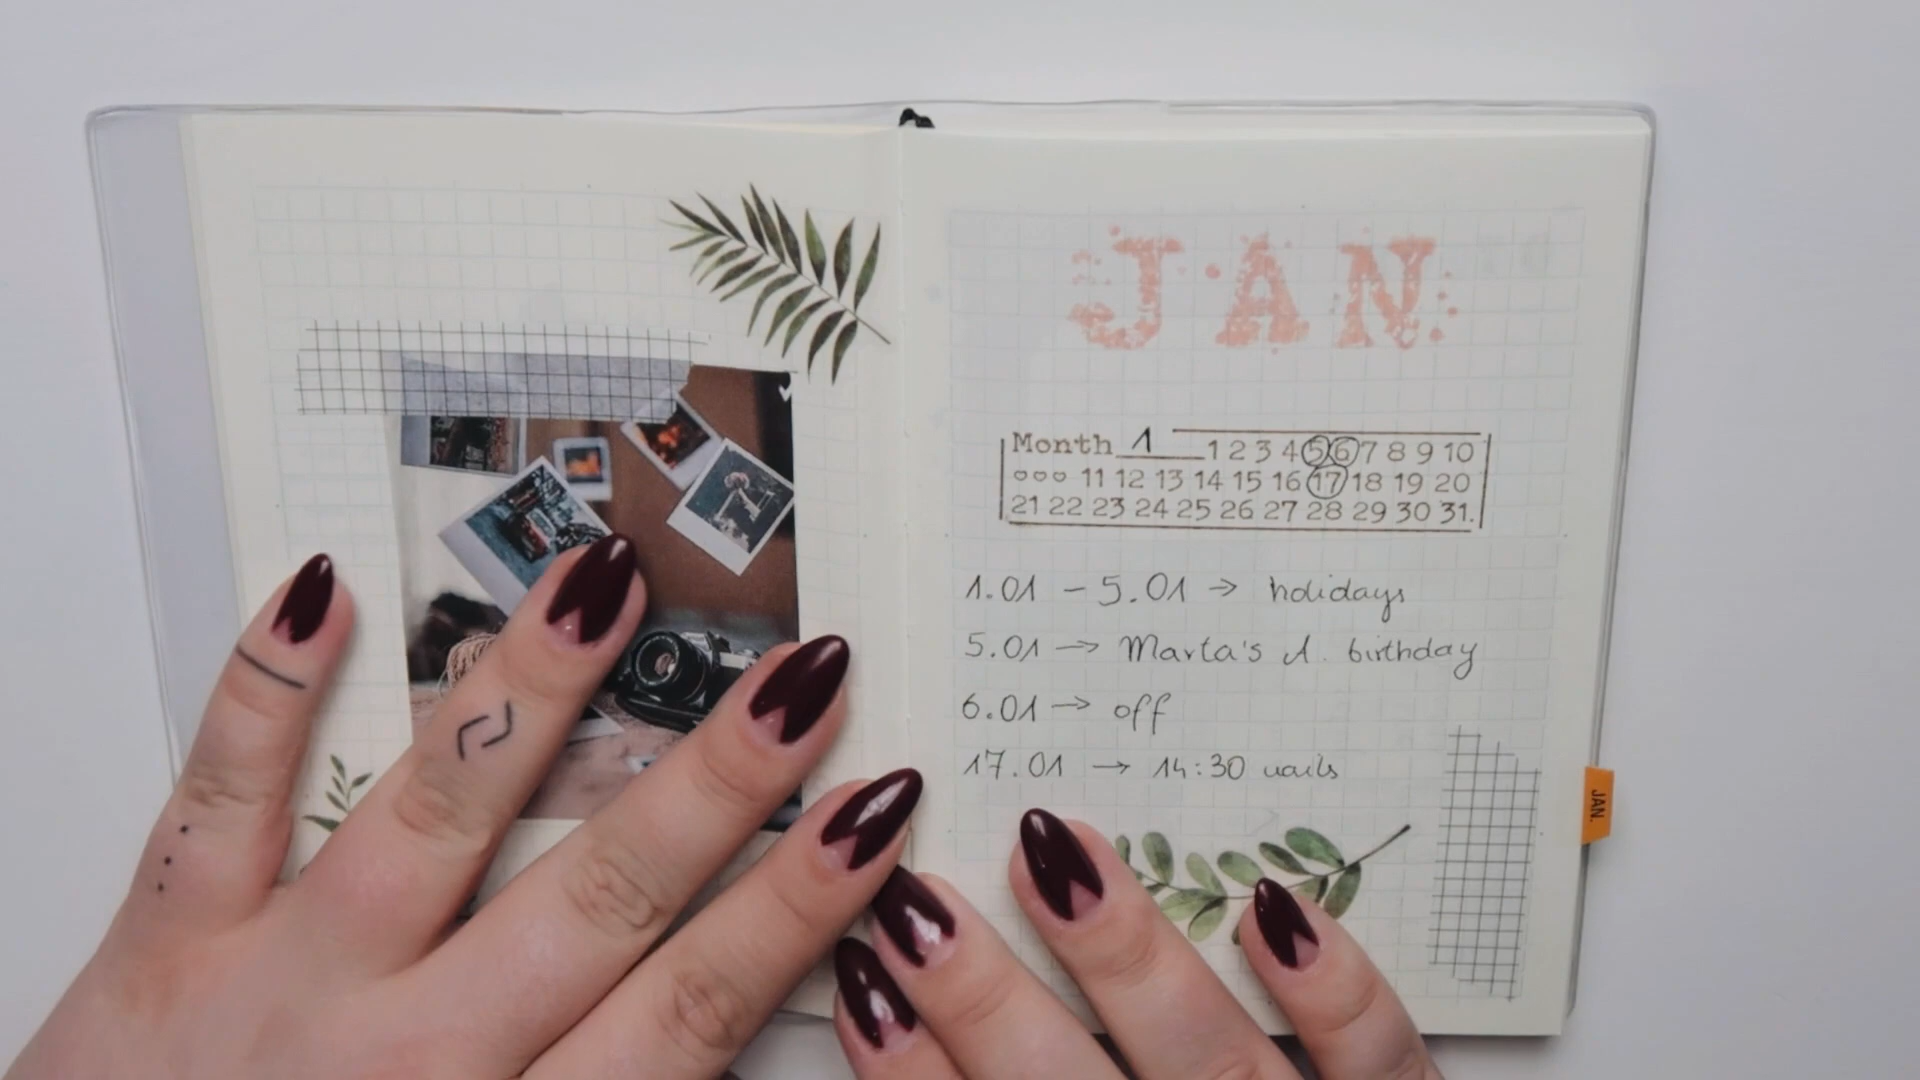 JAN
Month 1 1 2 3 4 5 6 7 8 9 10
11 12 13 14 15 16 17 18 19 20
21 22 23 24 25 26 27 28 29 30 31.
1.01 - 5.01 → holidays
5.01 → Marta's d. birthday
6.01 → off
17.01 → 14:30 nails
JAN.